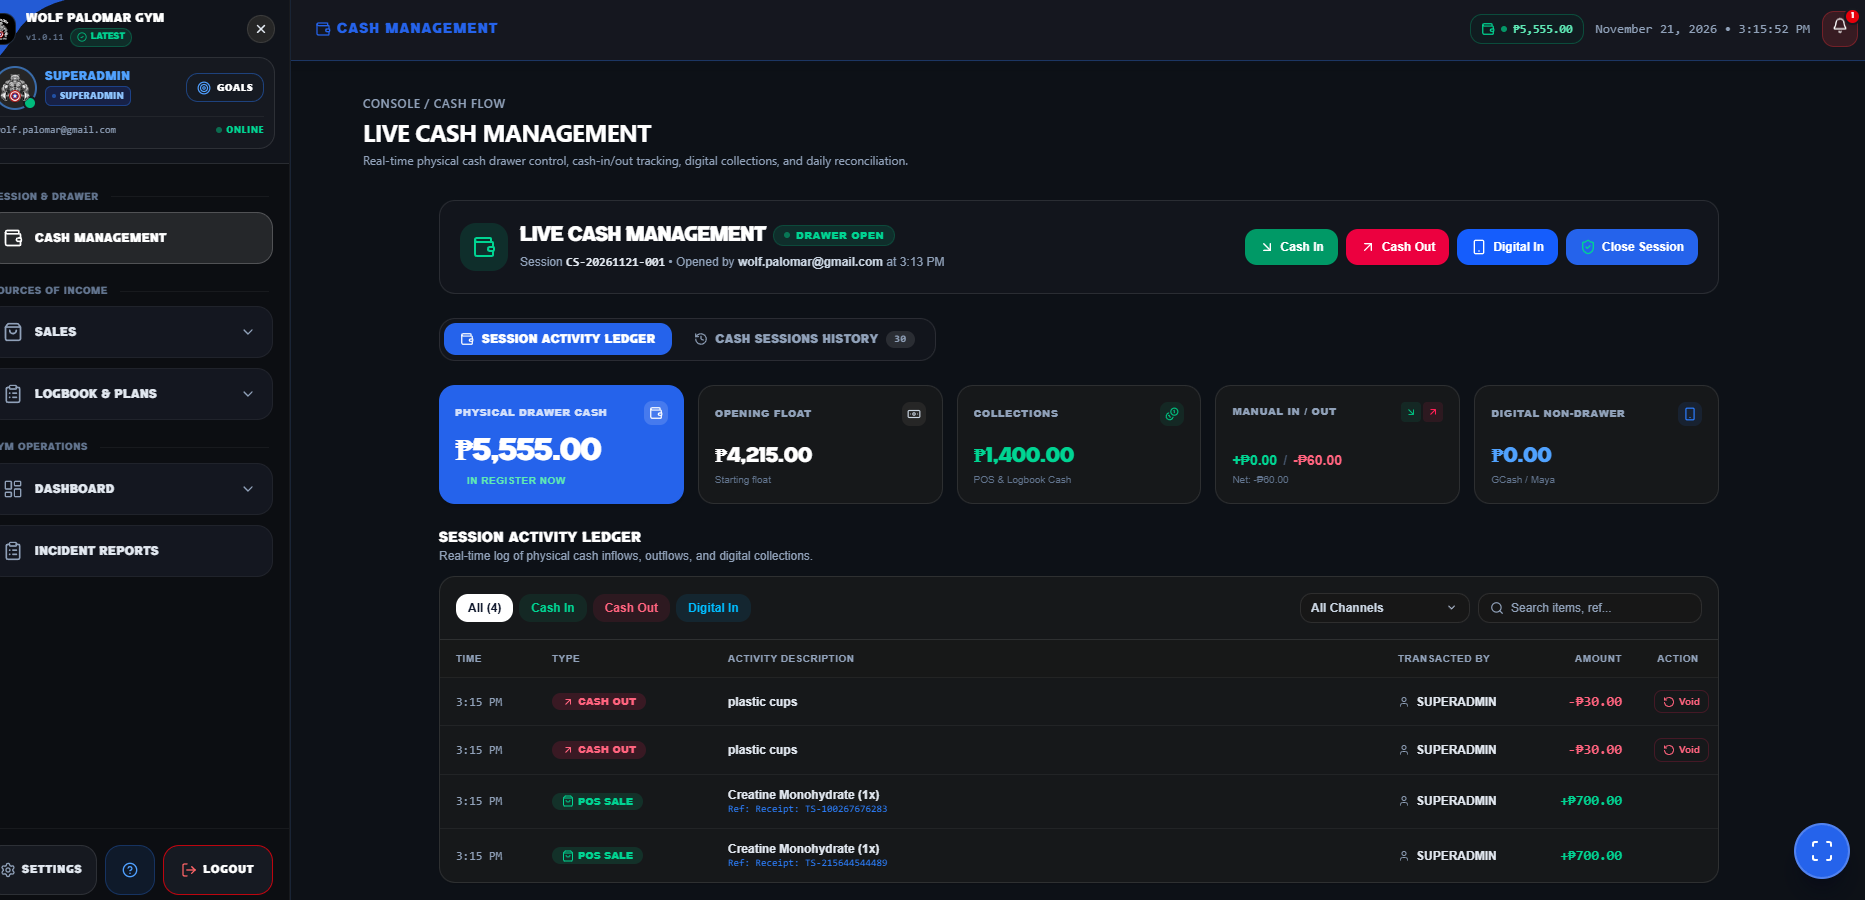 WOLF PALOMAR GYM
v1.0.11 LATEST
SUPERADMIN
SUPERADMIN
GOALS
olf.palomar@gmail.com
ONLINE
ESSION & DRAWER
CASH MANAGEMENT
OURCES OF INCOME
SALES
LOGBOOK & PLANS
YM OPERATIONS
DASHBOARD
INCIDENT REPORTS
SETTINGS
LOGOUT
CASH MANAGEMENT
₱5,555.00
November 21, 2026 • 3:15:52 PM
1
CONSOLE / CASH FLOW
LIVE CASH MANAGEMENT
Real-time physical cash drawer control, cash-in/out tracking, digital collections, and daily reconciliation.
LIVE CASH MANAGEMENT DRAWER OPEN
Session CS-20261121-001 • Opened by wolf.palomar@gmail.com at 3:13 PM
Cash In
Cash Out
Digital In
Close Session
SESSION ACTIVITY LEDGER
CASH SESSIONS HISTORY 30
PHYSICAL DRAWER CASH
₱5,555.00
IN REGISTER NOW
OPENING FLOAT
₱4,215.00
Starting float
COLLECTIONS
₱1,400.00
POS & Logbook Cash
MANUAL IN / OUT
+₱0.00 / -₱60.00
Net: -₱60.00
DIGITAL NON-DRAWER
₱0.00
GCash / Maya
SESSION ACTIVITY LEDGER
Real-time log of physical cash inflows, outflows, and digital collections.
All (4) Cash In Cash Out Digital In
All Channels
Search items, ref...
TIME TYPE ACTIVITY DESCRIPTION TRANSACTED BY AMOUNT ACTION
3:15 PM CASH OUT plastic cups SUPERADMIN -₱30.00 Void
3:15 PM CASH OUT plastic cups SUPERADMIN -₱30.00 Void
3:15 PM POS SALE Creatine Monohydrate (1x) SUPERADMIN +₱700.00
Ref: Receipt: TS-100267676283
3:15 PM POS SALE Creatine Monohydrate (1x) SUPERADMIN +₱700.00
Ref: Receipt: TS-215644544489